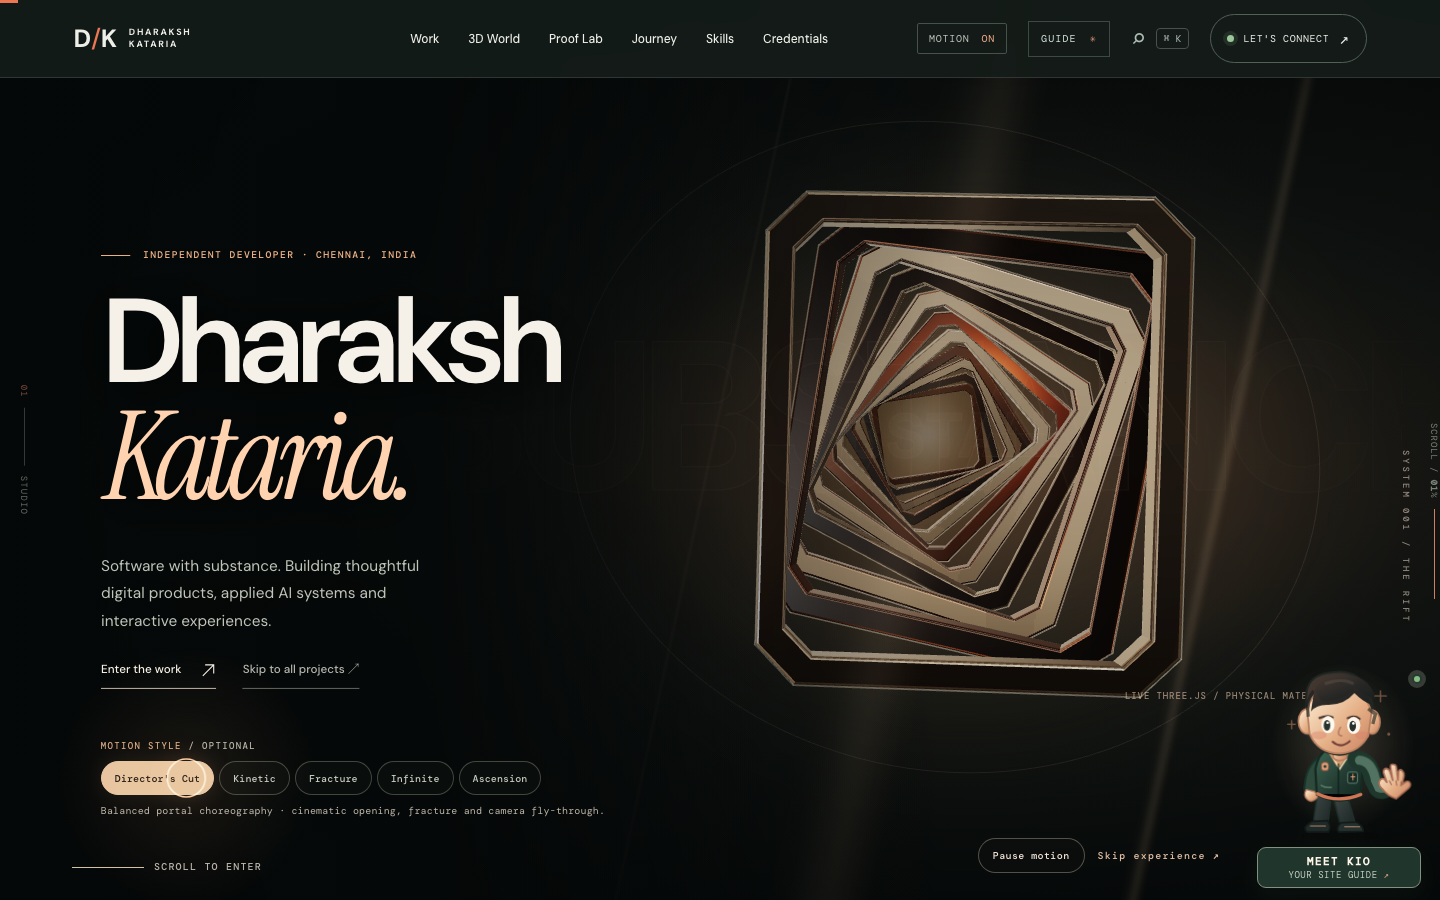 D/K
DHARAKSH
KATARIA
Work
3D World
Proof Lab
Journey
Skills
Credentials
MOTION ON
GUIDE ✳
⌘ K
LET'S CONNECT ↗
INDEPENDENT DEVELOPER · CHENNAI, INDIA
Dharaksh
Kataria.
01
STUDIO
SCROLL / 01%
SYSTEM 001 / THE RIFT
Software with substance. Building thoughtful
digital products, applied AI systems and
interactive experiences.
Enter the work
Skip to all projects ↗
LIVE THREE.JS / PHYSICAL MATE
MOTION STYLE / OPTIONAL
Director's Cut
Kinetic
Fracture
Infinite
Ascension
Balanced portal choreography · cinematic opening, fracture and camera fly-through.
SCROLL TO ENTER
Pause motion
Skip experience ↗
MEET KIO
YOUR SITE GUIDE ↗